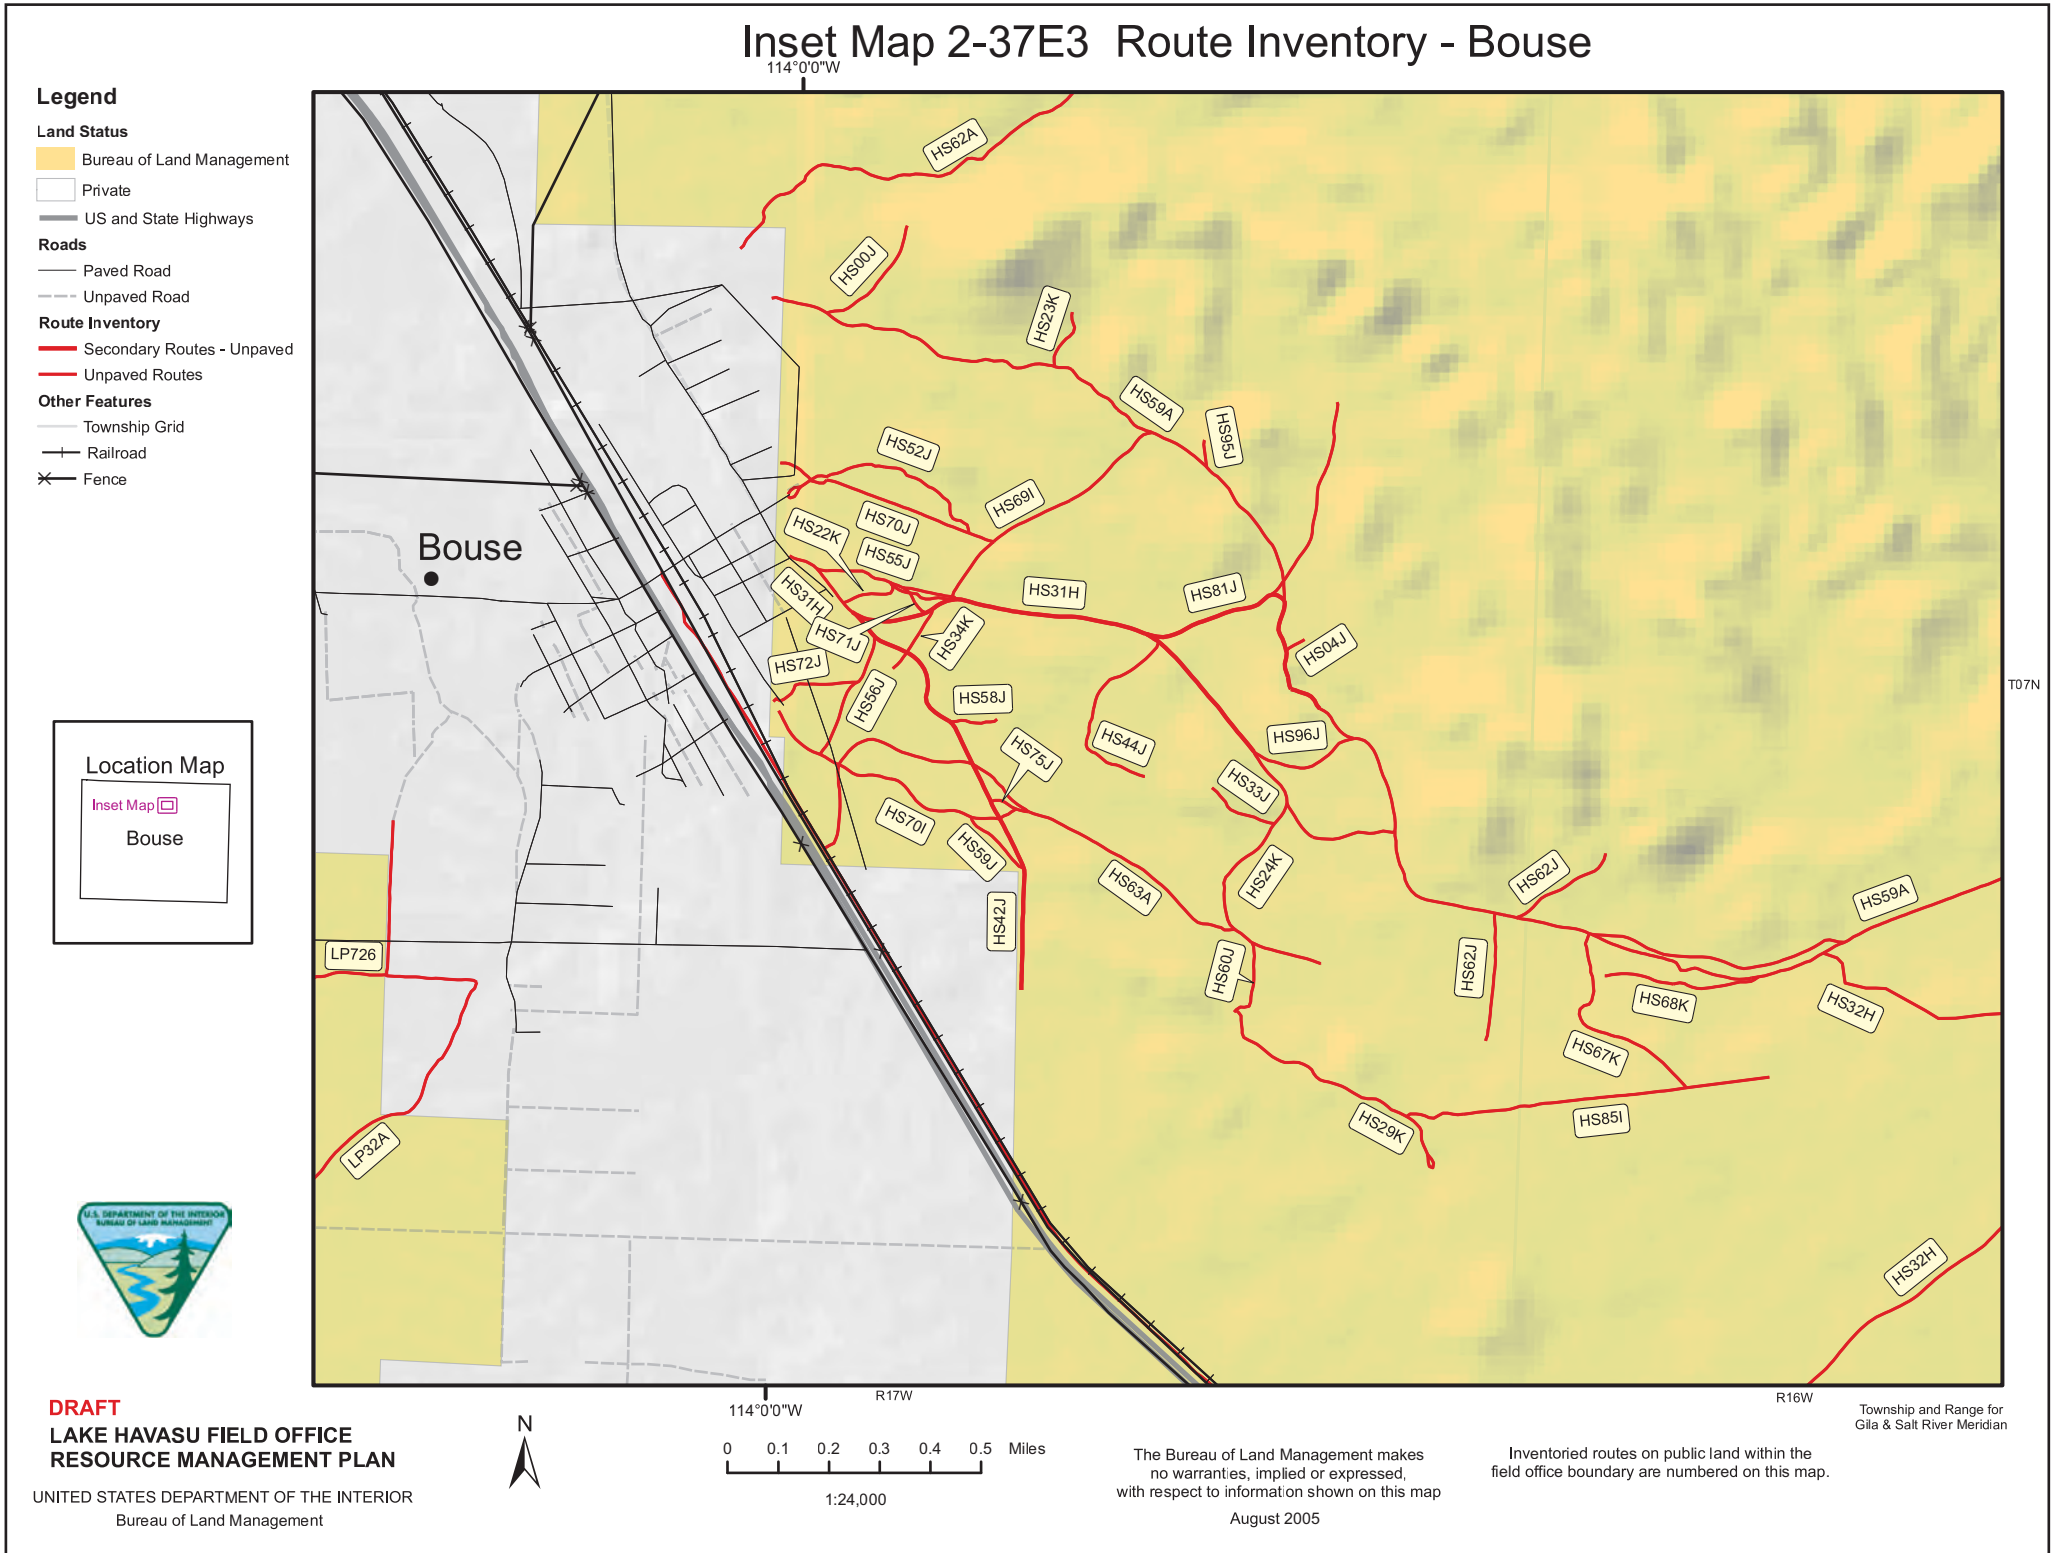 Inset Map 2-37E3 Route Inventory - Bouse
114°0'0"W
Legend
Land Status
Bureau of Land Management
Private
US and State Highways
Roads
Paved Road
Unpaved Road
Route Inventory
Secondary Routes - Unpaved
Unpaved Routes
Other Features
Township Grid
Railroad
Fence
HS62A
HS00J
HS23K
HS59A
HS95J
HS52J
HS69I
HS70J
HS22K
HS55J
HS31H
HS31H
HS81J
HS71J
HS34K
HS04J
HS72J
HS56J
HS58J
HS44J
HS96J
HS75J
HS33J
HS70I
HS59J
HS63A
HS24K
HS62J
HS59A
HS42J
HS60J
HS62J
HS68K
HS32H
HS67K
HS29K
HS85I
HS32H
LP726
LP32A
Bouse
T07N
Location Map
Inset Map
Bouse
U.S. DEPARTMENT OF THE INTERIOR
BUREAU OF LAND MANAGEMENT
DRAFT
LAKE HAVASU FIELD OFFICE
RESOURCE MANAGEMENT PLAN
UNITED STATES DEPARTMENT OF THE INTERIOR
Bureau of Land Management
N
114°0'0"W
R17W
R16W
0 0.1 0.2 0.3 0.4 0.5 Miles
1:24,000
The Bureau of Land Management makes
no warranties, implied or expressed,
with respect to information shown on this map
August 2005
Inventoried routes on public land within the
field office boundary are numbered on this map.
Township and Range for
Gila & Salt River Meridian